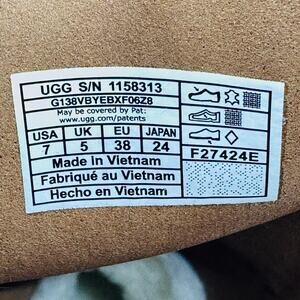 UGG S/N 1158313
G138VBYEBXF06Z8
May be covered by Pat:
www.ugg.com/patents
USA UK EU JAPAN
7 5 38 24
F27424E
Made in Vietnam
Fabriqué au Vietnam
Hecho en Vietnam